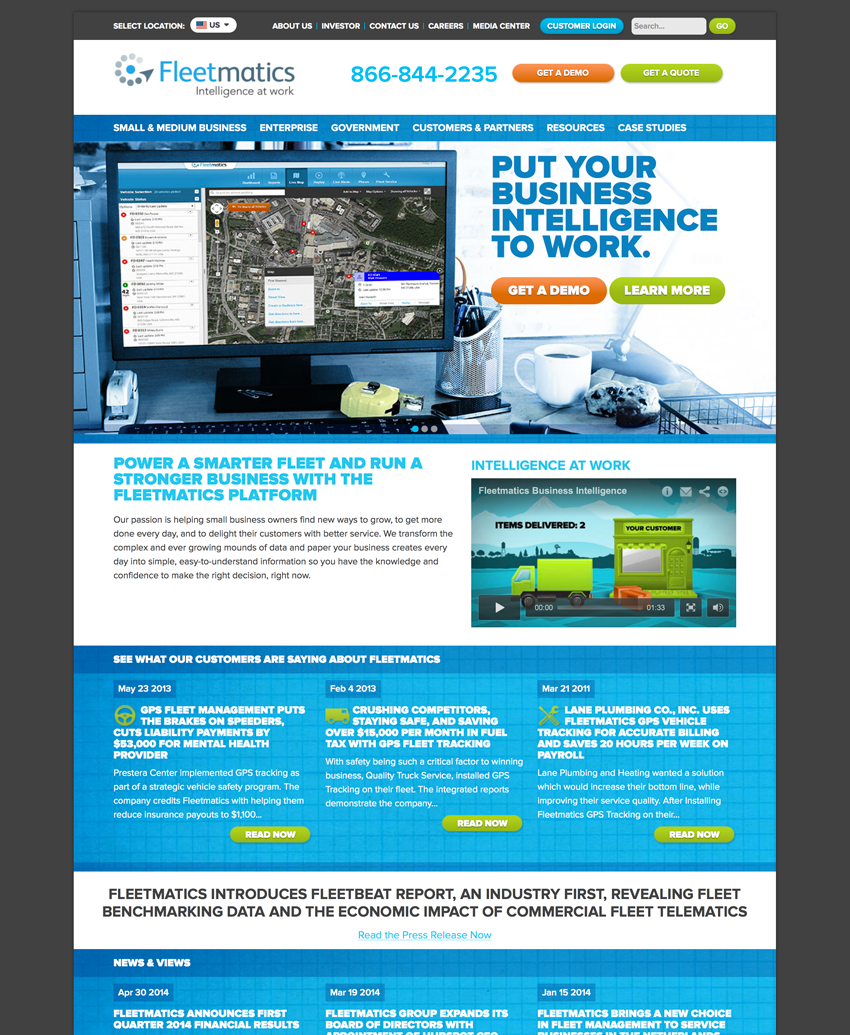 SELECT LOCATION: US
ABOUT US | INVESTOR | CONTACT US | CAREERS | MEDIA CENTER
CUSTOMER LOGIN
Search...
GO
Fleetmatics
Intelligence at work
866-844-2235
GET A DEMO
GET A QUOTE
SMALL & MEDIUM BUSINESS ENTERPRISE GOVERNMENT CUSTOMERS & PARTNERS RESOURCES CASE STUDIES
Fleetmatics
Dashboard
Live Map
Vehicle Selection
Vehicle Status
PUT YOUR
BUSINESS
INTELLIGENCE
TO WORK.
GET A DEMO
LEARN MORE
POWER A SMARTER FLEET AND RUN A
STRONGER BUSINESS WITH THE
FLEETMATICS PLATFORM
Our passion is helping small business owners find new ways to grow, to get more
done every day, and to delight their customers with better service. We transform the
complex and ever growing mounds of data and paper your business creates every
day into simple, easy-to-understand information so you have the knowledge and
confidence to make the right decision, right now.
INTELLIGENCE AT WORK
Fleetmatics Business Intelligence
ITEMS DELIVERED: 2
YOUR CUSTOMER
00:00
01:33
SEE WHAT OUR CUSTOMERS ARE SAYING ABOUT FLEETMATICS
May 23 2013
GPS FLEET MANAGEMENT PUTS
THE BRAKES ON SPEEDERS,
CUTS LIABILITY PAYMENTS BY
$53,000 FOR MENTAL HEALTH
PROVIDER
Prestera Center implemented GPS tracking as
part of a strategic vehicle safety program. The
company credits Fleetmatics with helping them
reduce insurance payouts to $1,100...
READ NOW
Feb 4 2013
CRUSHING COMPETITORS,
STAYING SAFE, AND SAVING
OVER $15,000 PER MONTH IN FUEL
TAX WITH GPS FLEET TRACKING
With safety being such a critical factor to winning
business, Quality Truck Service, installed GPS
Tracking on their fleet. The integrated reports
demonstrate the company...
READ NOW
Mar 21 2011
LANE PLUMBING CO., INC. USES
FLEETMATICS GPS VEHICLE
TRACKING FOR ACCURATE BILLING
AND SAVES 20 HOURS PER WEEK ON
PAYROLL
Lane Plumbing and Heating wanted a solution
which would increase their bottom line, while
improving their service quality. After Installing
Fleetmatics GPS Tracking on their...
READ NOW
FLEETMATICS INTRODUCES FLEETBEAT REPORT, AN INDUSTRY FIRST, REVEALING FLEET
BENCHMARKING DATA AND THE ECONOMIC IMPACT OF COMMERCIAL FLEET TELEMATICS
Read the Press Release Now
NEWS & VIEWS
Apr 30 2014
FLEETMATICS ANNOUNCES FIRST
QUARTER 2014 FINANCIAL RESULTS
Mar 19 2014
FLEETMATICS GROUP EXPANDS ITS
BOARD OF DIRECTORS WITH
APPOINTMENT OF HUBSPOT CEO
Jan 15 2014
FLEETMATICS BRINGS A NEW CHOICE
IN FLEET MANAGEMENT TO SERVICE
BUSINESSES IN THE NETHERLANDS